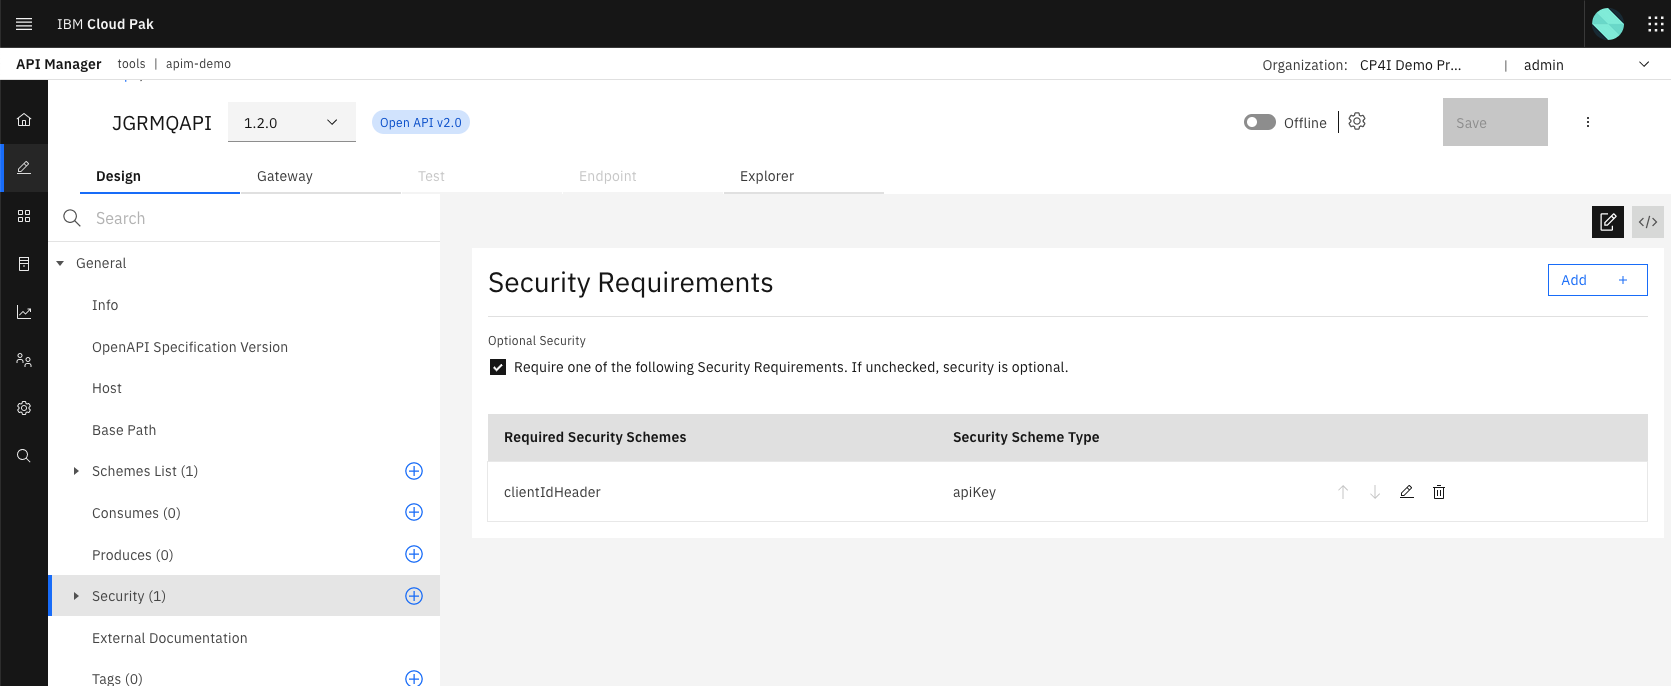 IBM Cloud Pak
API Manager tools | apim-demo Organization: CP4I Demo Pr... | admin
JGRMQAPI 1.2.0 Open API v2.0 Offline Save
Design Gateway Test Endpoint Explorer
Search
</>
General
Info
OpenAPI Specification Version
Host
Base Path
Schemes List (1)
Consumes (0)
Produces (0)
Security (1)
External Documentation
Tags (0)
Security Requirements
Add +
Optional Security
Require one of the following Security Requirements. If unchecked, security is optional.
Required Security Schemes Security Scheme Type
clientIdHeader apiKey